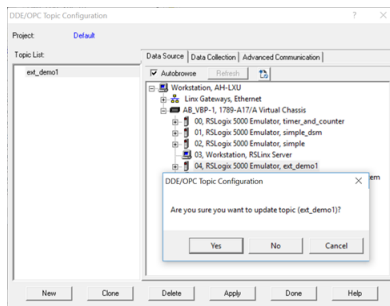 DDE/OPC Topic Configuration
Project: Default
Topic List:
ext_demo1
Data Source
Data Collection
Advanced Communication
Autobrowse
Refresh
Workstation, AH-LXU
Linx Gateways, Ethernet
AB_VBP-1, 1789-A17/A Virtual Chassis
00, RSLogix 5000 Emulator, timer_and_counter
01, RSLogix 5000 Emulator, simple_dsm
02, RSLogix 5000 Emulator, simple
03, Workstation, RSLinx Server
04, RSLogix 5000 Emulator, ext_demo1
em
DDE/OPC Topic Configuration
Are you sure you want to update topic (ext_demo1)?
Yes
No
Cancel
New
Clone
Delete
Apply
Done
Help